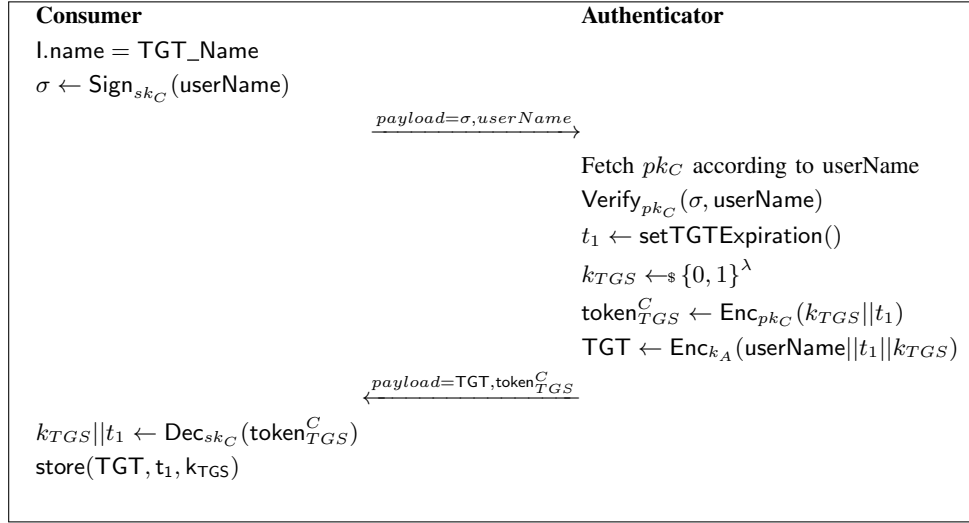 Consumer Authenticator
I.name = TGT_Name
σ ← Sign_{sk_C}(userName)
payload=σ,userName
Fetch pk_C according to userName
Verify_{pk_C}(σ, userName)
t_1 ← setTGTExpiration()
k_{TGS} ←$ {0, 1}^λ
token^C_{TGS} ← Enc_{pk_C}(k_{TGS}||t_1)
TGT ← Enc_{k_A}(userName||t_1||k_{TGS})
payload=TGT,token^C_{TGS}
k_{TGS}||t_1 ← Dec_{sk_C}(token^C_{TGS})
store(TGT, t_1, k_{TGS})